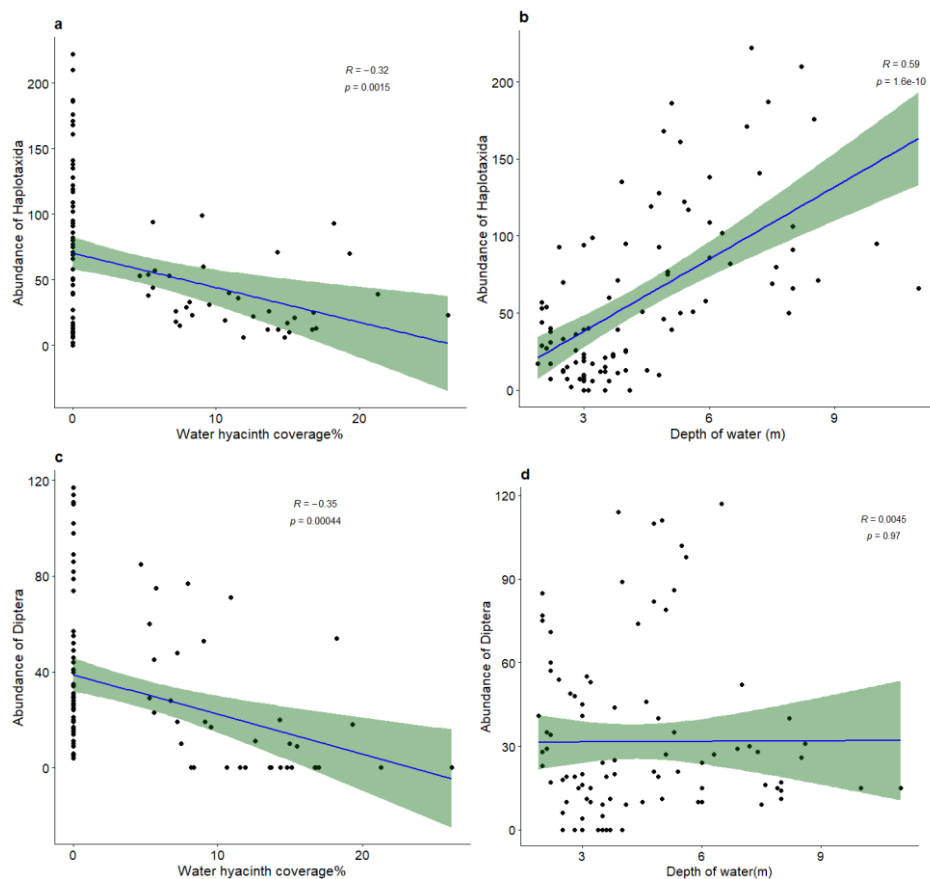 a
R = −0.32
p = 0.0015
Abundance of Haplotaxida
200
150
100
50
0
0
10
20
Water hyacinth coverage%
b
R = 0.59
p = 1.6e-10
Abundance of Haplotaxida
200
150
100
50
0
3
6
9
Depth of water (m)
c
R = −0.35
p = 0.00044
Abundance of Diptera
120
80
40
0
0
10
20
Water hyacinth coverage%
d
R = 0.0045
p = 0.97
Abundance of Diptera
120
90
60
30
0
3
6
9
Depth of water(m)